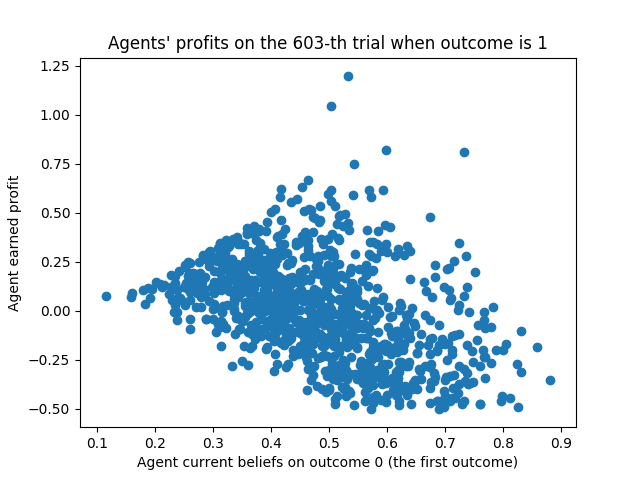 Agents' profits on the 603-th trial when outcome is 1
1.25
1.00
0.75
0.50
0.25
0.00
−0.25
−0.50
Agent earned profit
0.1 0.2 0.3 0.4 0.5 0.6 0.7 0.8 0.9
Agent current beliefs on outcome 0 (the first outcome)